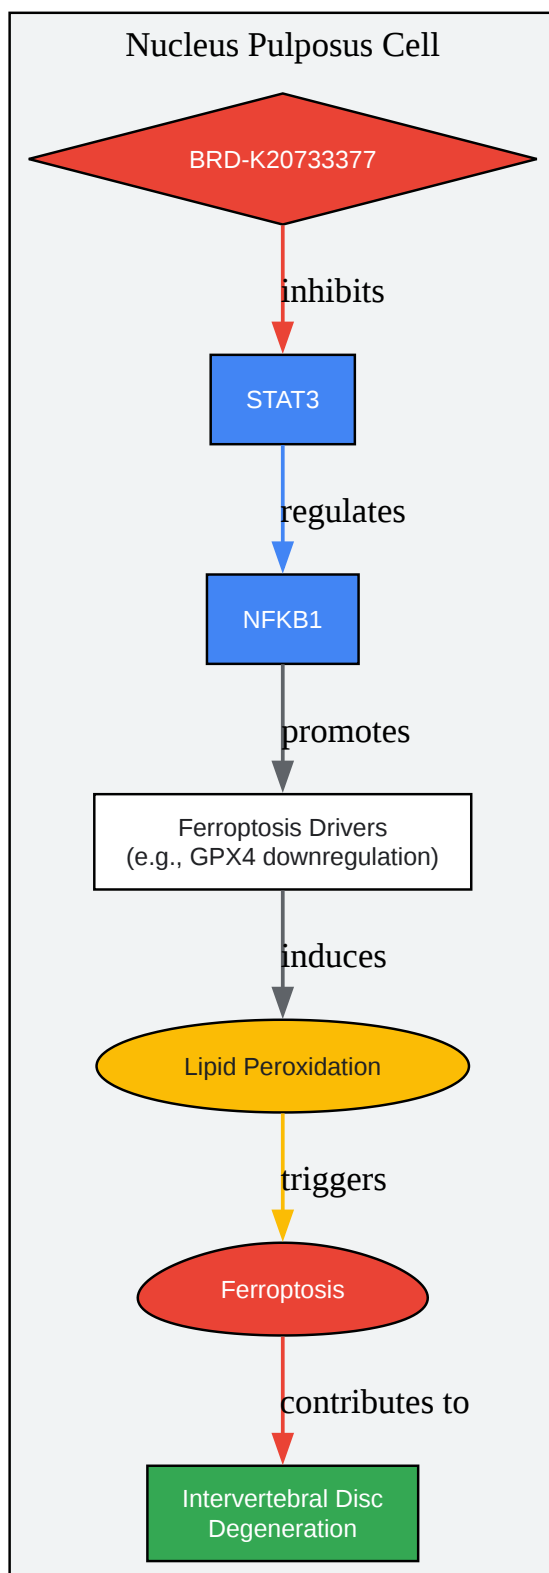 Nucleus Pulposus Cell
BRD-K20733377
inhibits
STAT3
regulates
NFKB1
promotes
Ferroptosis Drivers
(e.g., GPX4 downregulation)
induces
Lipid Peroxidation
triggers
Ferroptosis
contributes to
Intervertebral Disc
Degeneration